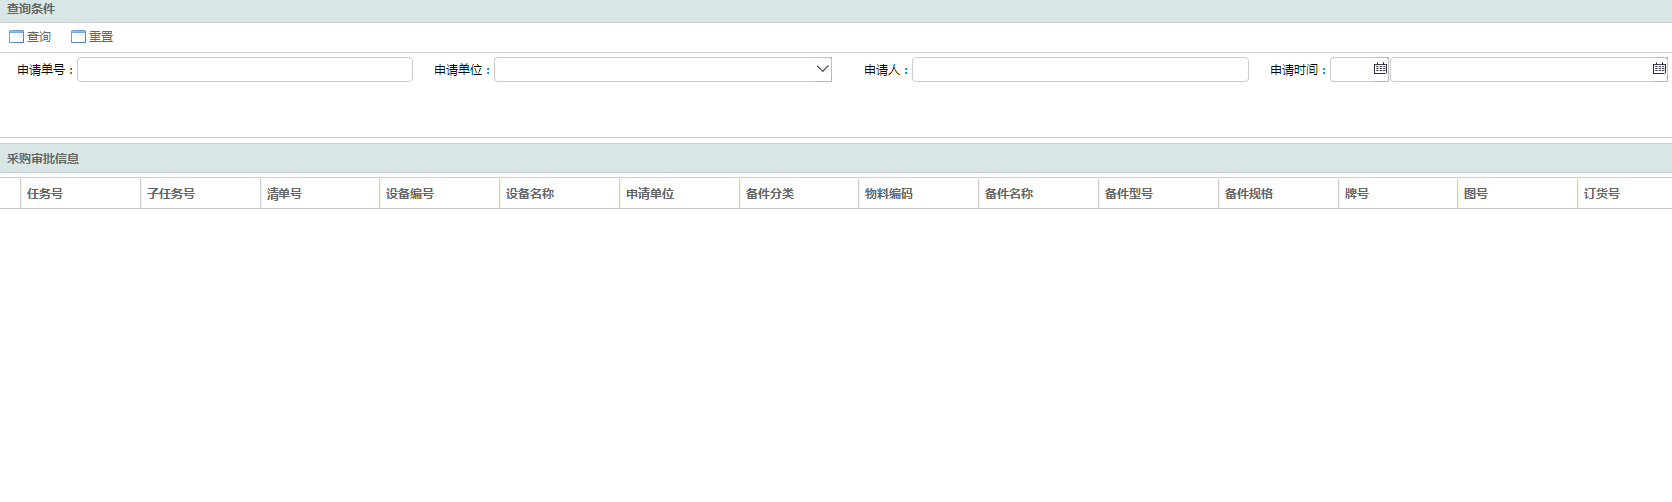 查询条件
查询 重置
申请单号： 申请单位： 申请人： 申请时间：
采购审批信息
任务号 子任务号 清单号 设备编号 设备名称 申请单位 备件分类 物料编码 备件名称 备件型号 备件规格 牌号 图号 订货号